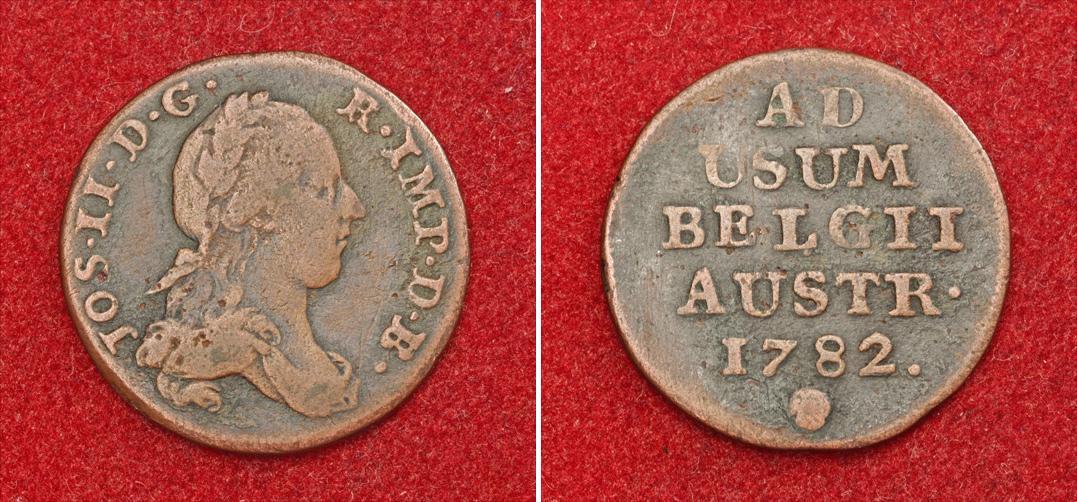 JOS·II·D·G· R·IMP·D·B·
AD
USUM
BELGII
AUSTR·
1782.